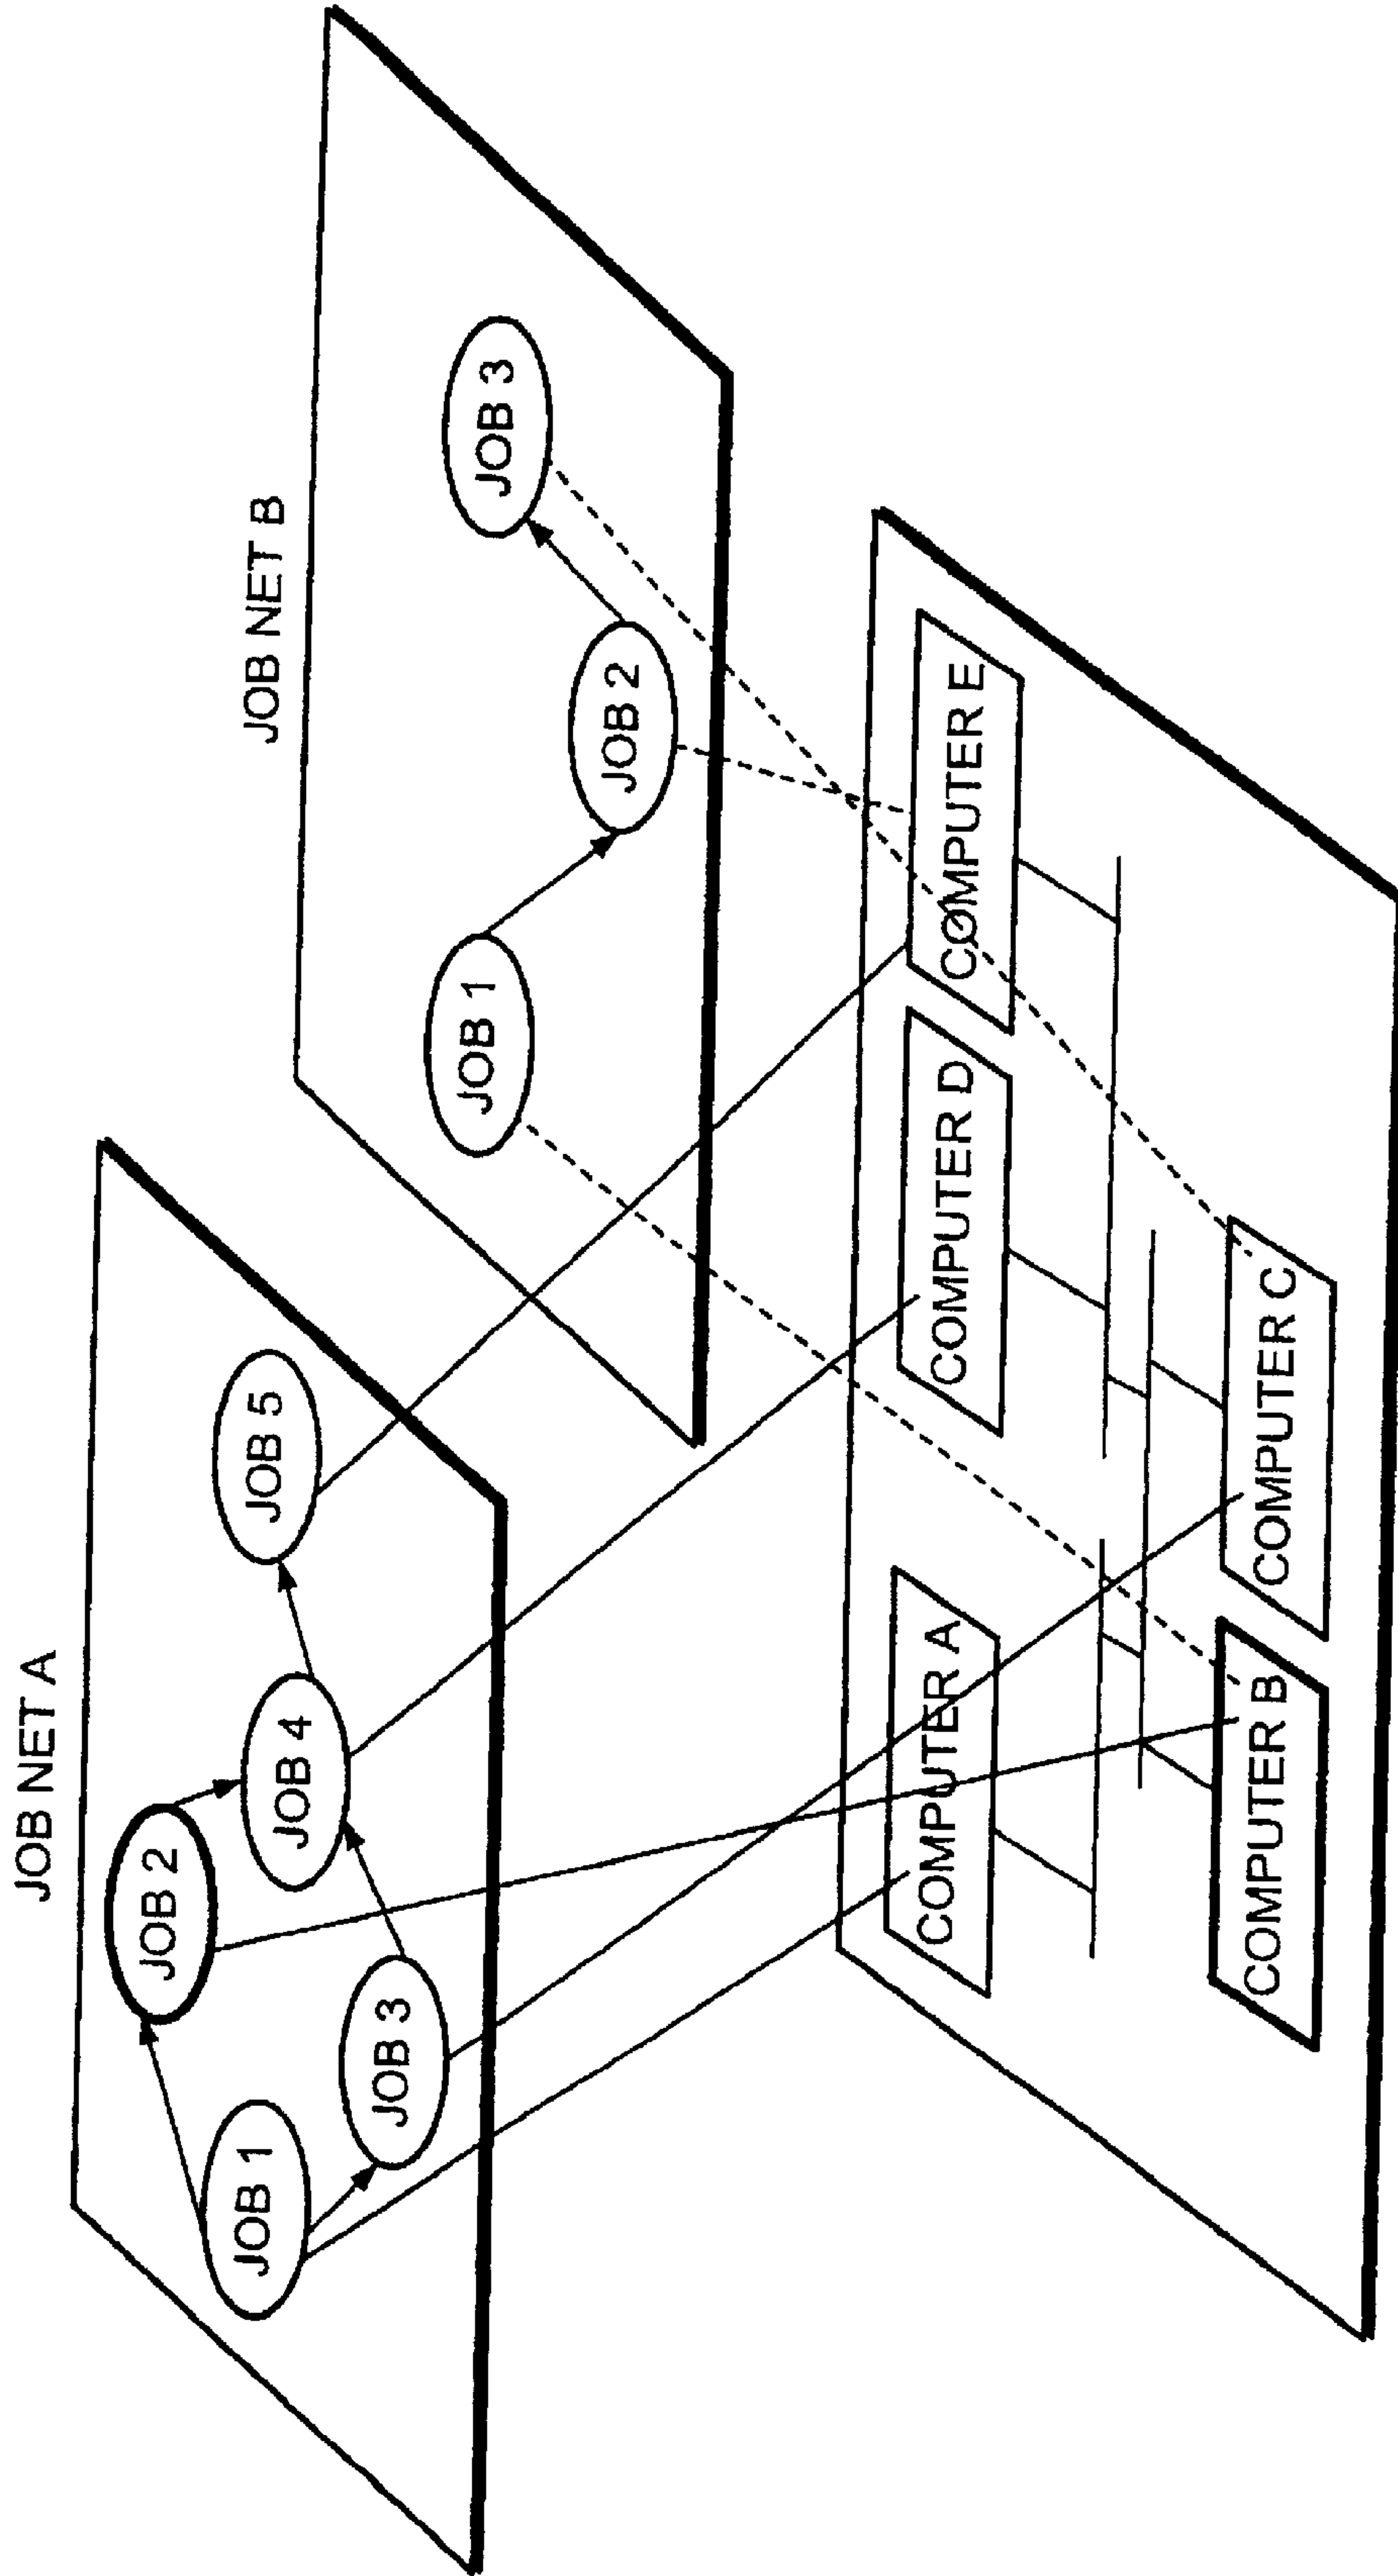 JOB NET A
JOB 1
JOB 2
JOB 3
JOB 4
JOB 5
JOB NET B
JOB 1
JOB 2
JOB 3
COMPUTER A
COMPUTER D
COMPUTER E
COMPUTER B
COMPUTER C